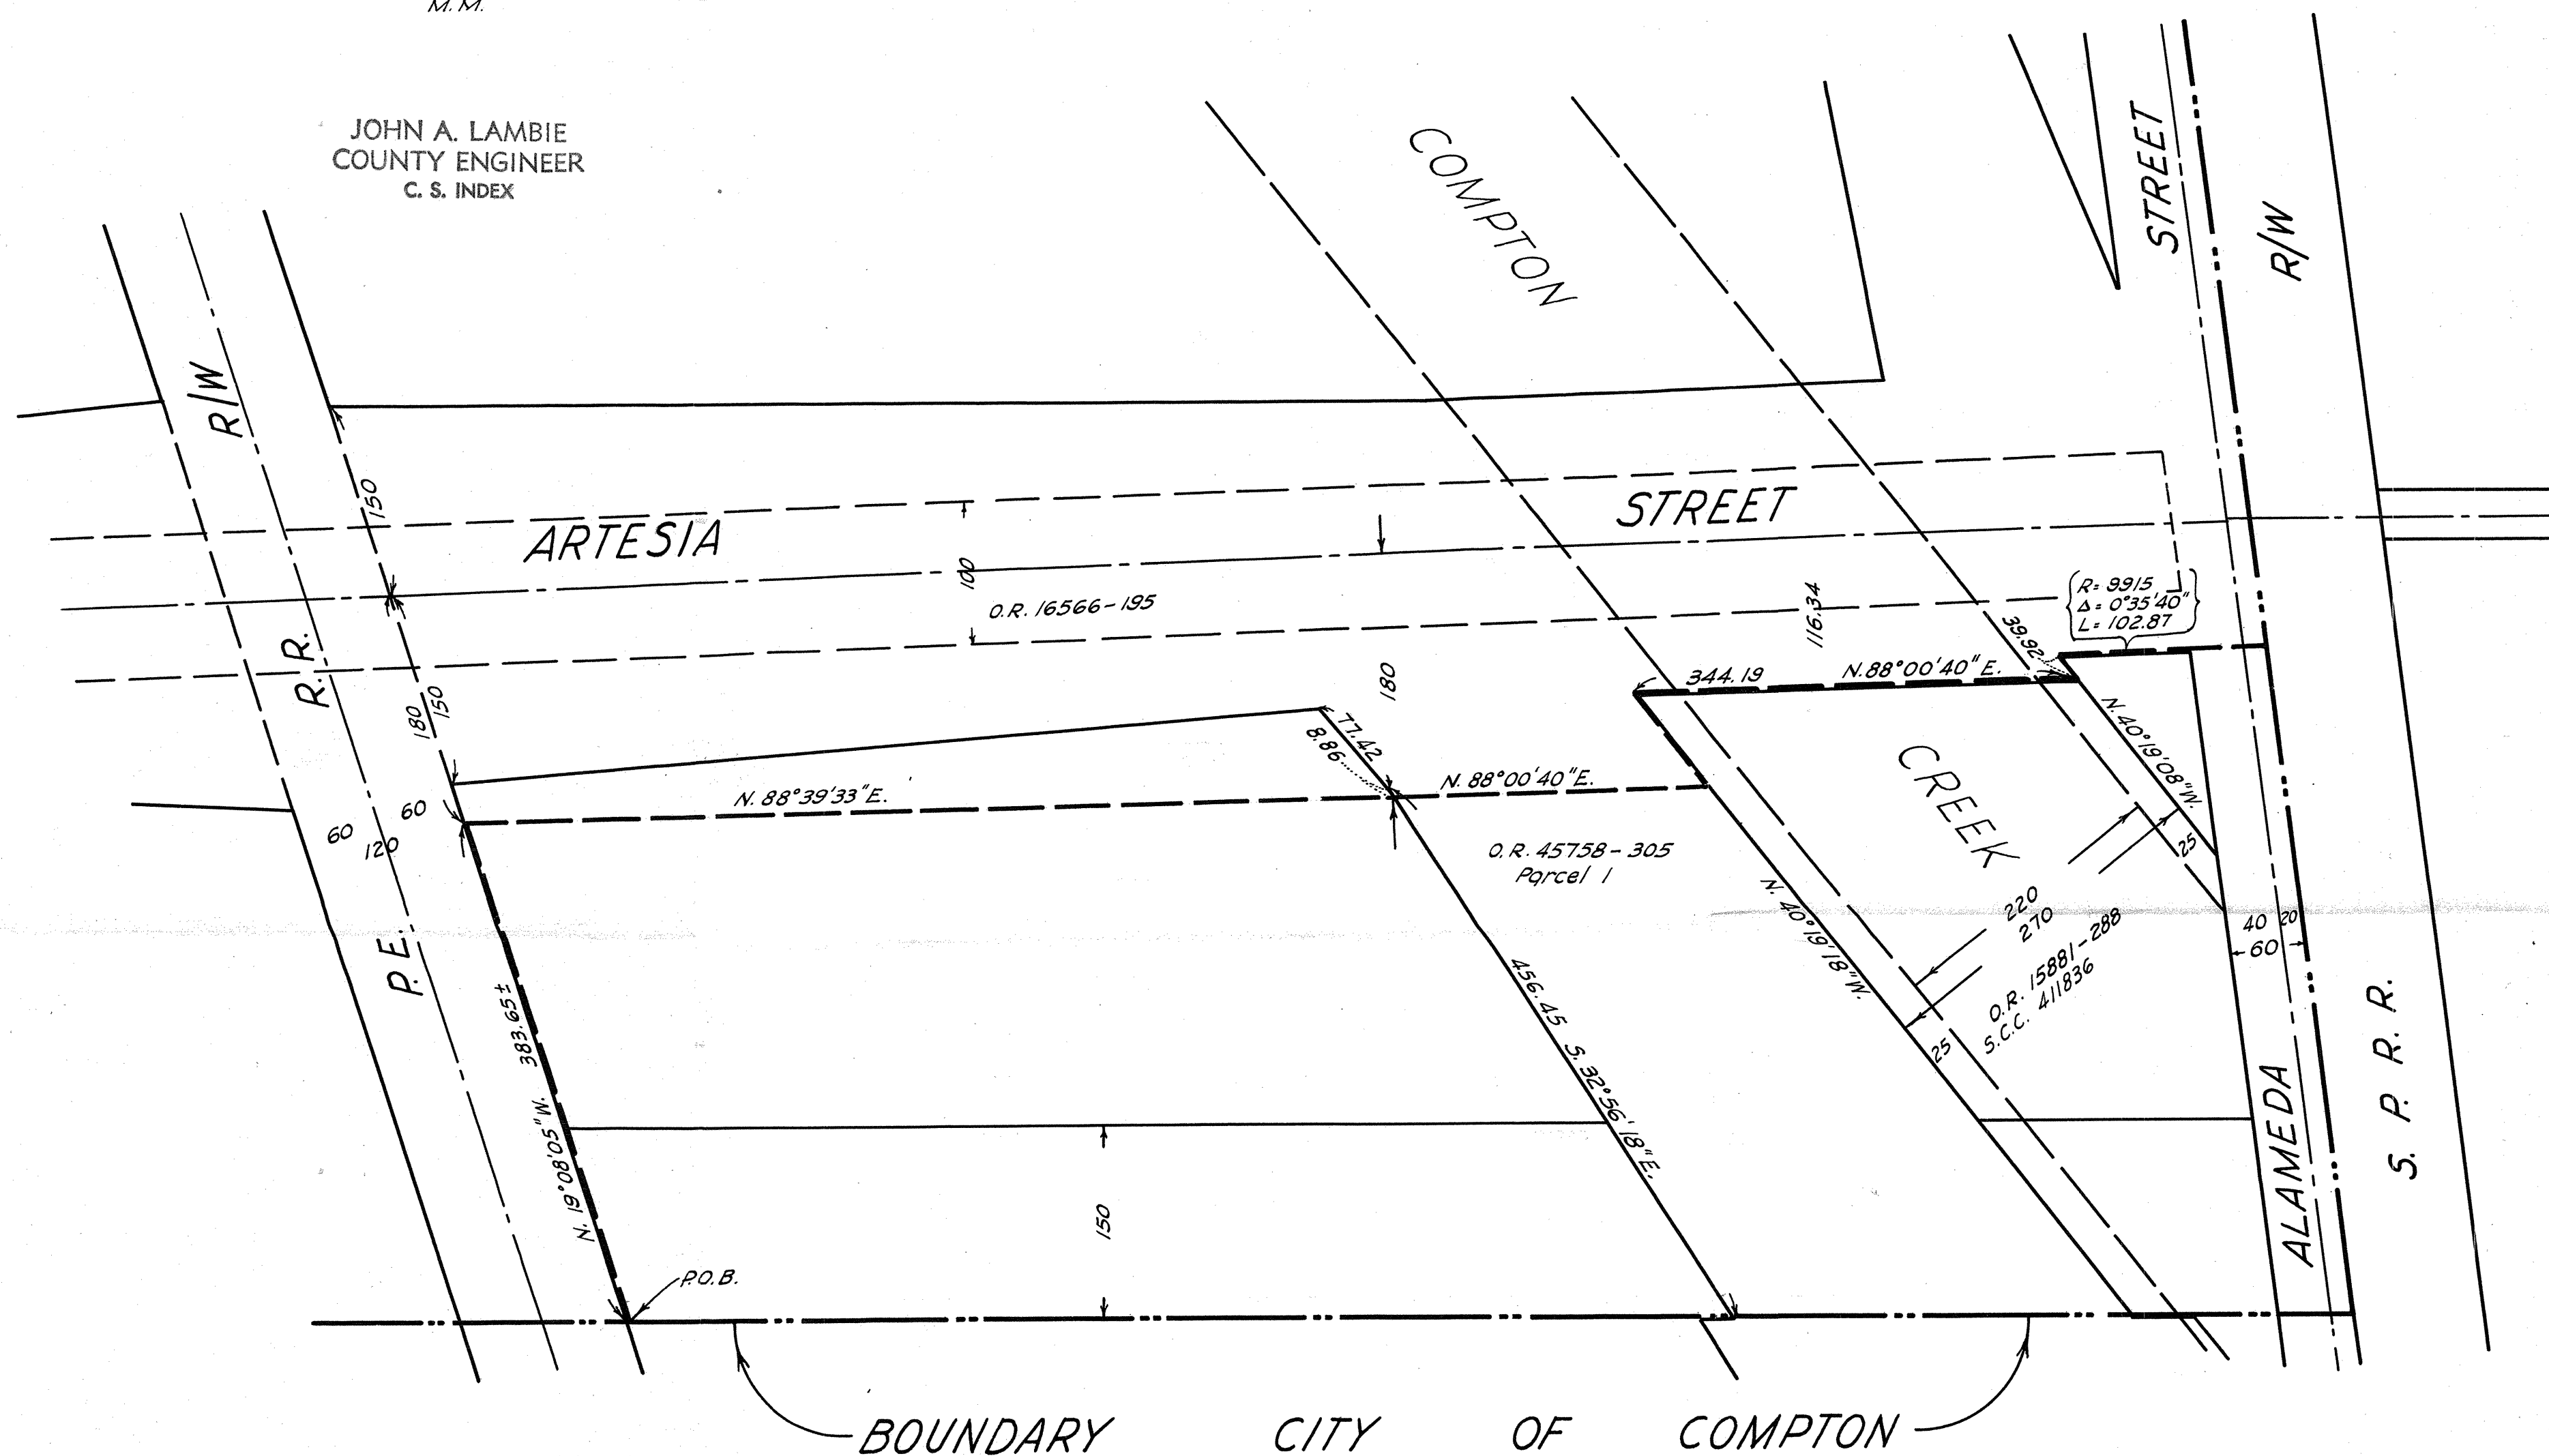 M. M.
JOHN A. LAMBIE
COUNTY ENGINEER
C. S. INDEX
COMPTON
STREET
R/W
R/W
150
ARTESIA
STREET
100
O.R. 16566-195
116.34
R= 9915
Δ= 0°35'40"
L= 102.87
39.92
R.R.
180
150
180
344.19
N.88°00'40"E.
N.40°19'08"W.
77.42
8.86
N. 88°39'33"E.
N. 88°00'40"E.
CREEK
60
60
120
O.R. 45758-305
Parcel 1
25
220
270
O.R. 15881-288
S.C.C. 411836
40
20
60
N. 40°19'18"W.
P.E.
383.65±
N. 19°08'05"W.
456.45
S. 32°56'18"E.
25
ALAMEDA
S. P. R. R.
150
P.O.B.
BOUNDARY CITY OF COMPTON